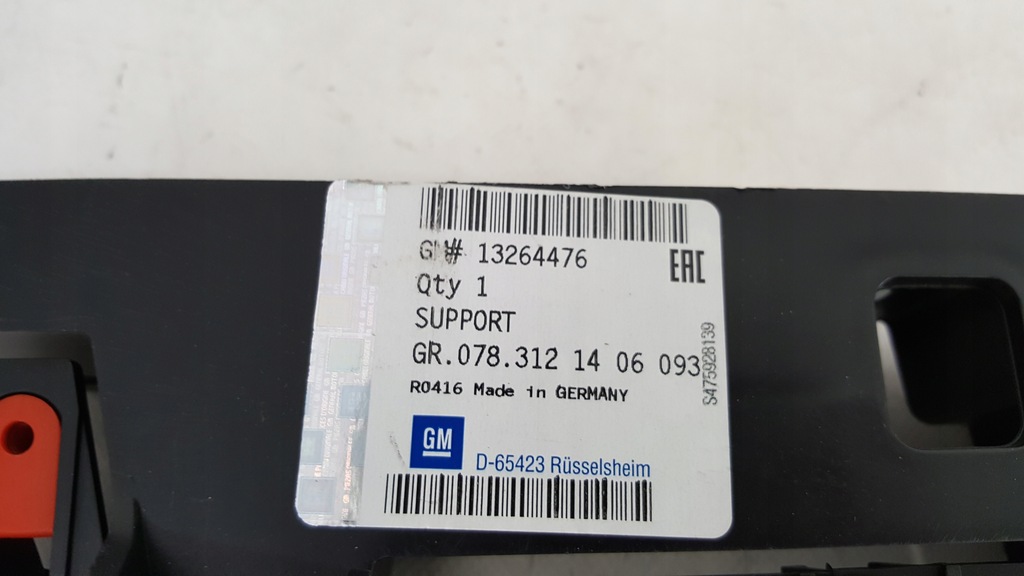 GM# 13264476
EAC
Qty 1
SUPPORT
GR.078.312 14 06 093
S475928139
R0416 Made in GERMANY
GM
D-65423 Rüsselsheim